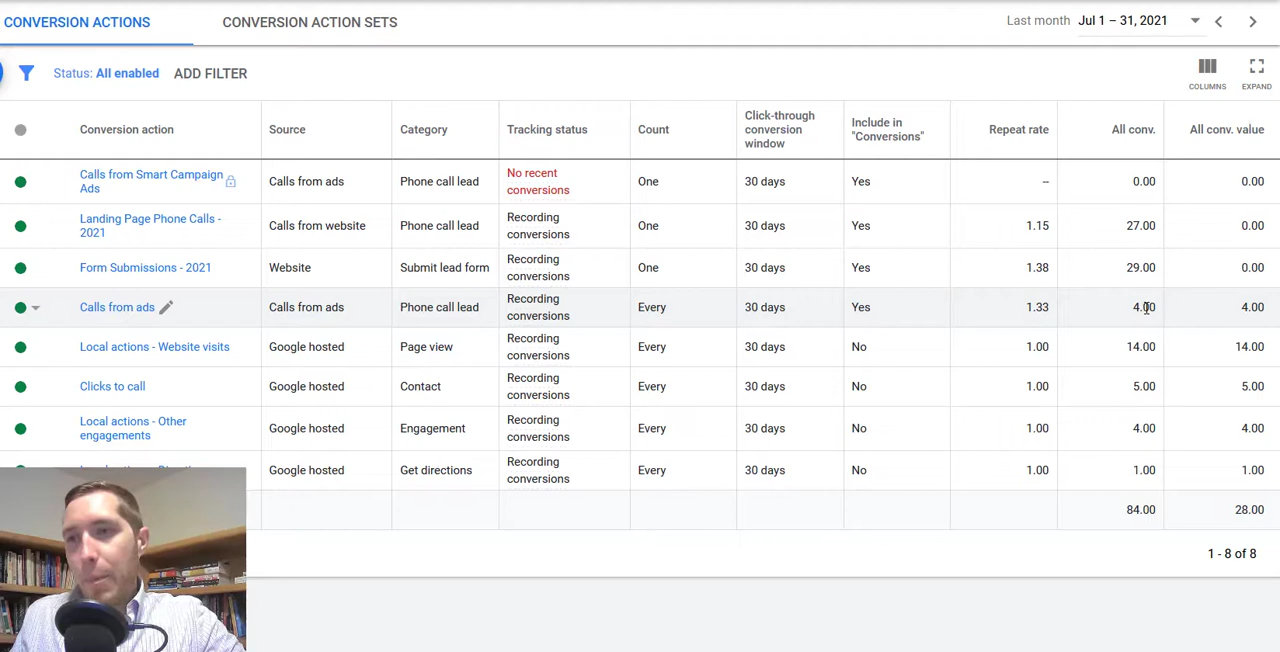 CONVERSION ACTIONS
CONVERSION ACTION SETS
Last month Jul 1 – 31, 2021
Status: All enabled
ADD FILTER
COLUMNS
EXPAND
Conversion action
Source
Category
Tracking status
Count
Click-through
conversion
window
Include in
"Conversions"
Repeat rate
All conv.
All conv. value
Calls from Smart Campaign
Ads
Calls from ads
Phone call lead
No recent
conversions
One
30 days
Yes
–
0.00
0.00
Landing Page Phone Calls -
2021
Calls from website
Phone call lead
Recording
conversions
One
30 days
Yes
1.15
27.00
0.00
Form Submissions - 2021
Website
Submit lead form
Recording
conversions
One
30 days
Yes
1.38
29.00
0.00
Calls from ads
Calls from ads
Phone call lead
Recording
conversions
Every
30 days
Yes
1.33
4.00
4.00
Local actions - Website visits
Google hosted
Page view
Recording
conversions
Every
30 days
No
1.00
14.00
14.00
Clicks to call
Google hosted
Contact
Recording
conversions
Every
30 days
No
1.00
5.00
5.00
Local actions - Other
engagements
Google hosted
Engagement
Recording
conversions
Every
30 days
No
1.00
4.00
4.00
Google hosted
Get directions
Recording
conversions
Every
30 days
No
1.00
1.00
1.00
84.00
28.00
1 - 8 of 8